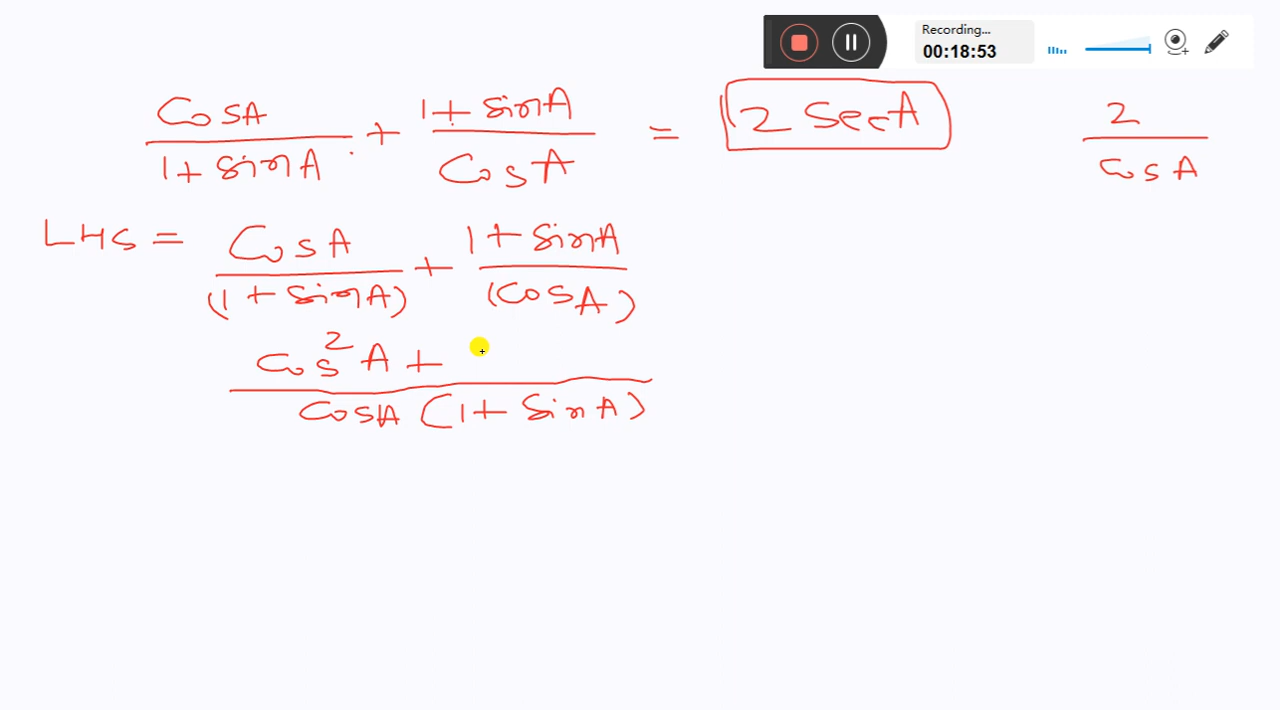 Recording...
00:18:53
CosA/(1+SinA) + (1+SinA)/CosA = 2 SecA
2/CosA
LHS = CosA/(1+SinA) + (1+SinA)/(CosA)
Cos²A + / CosA (1+SinA)